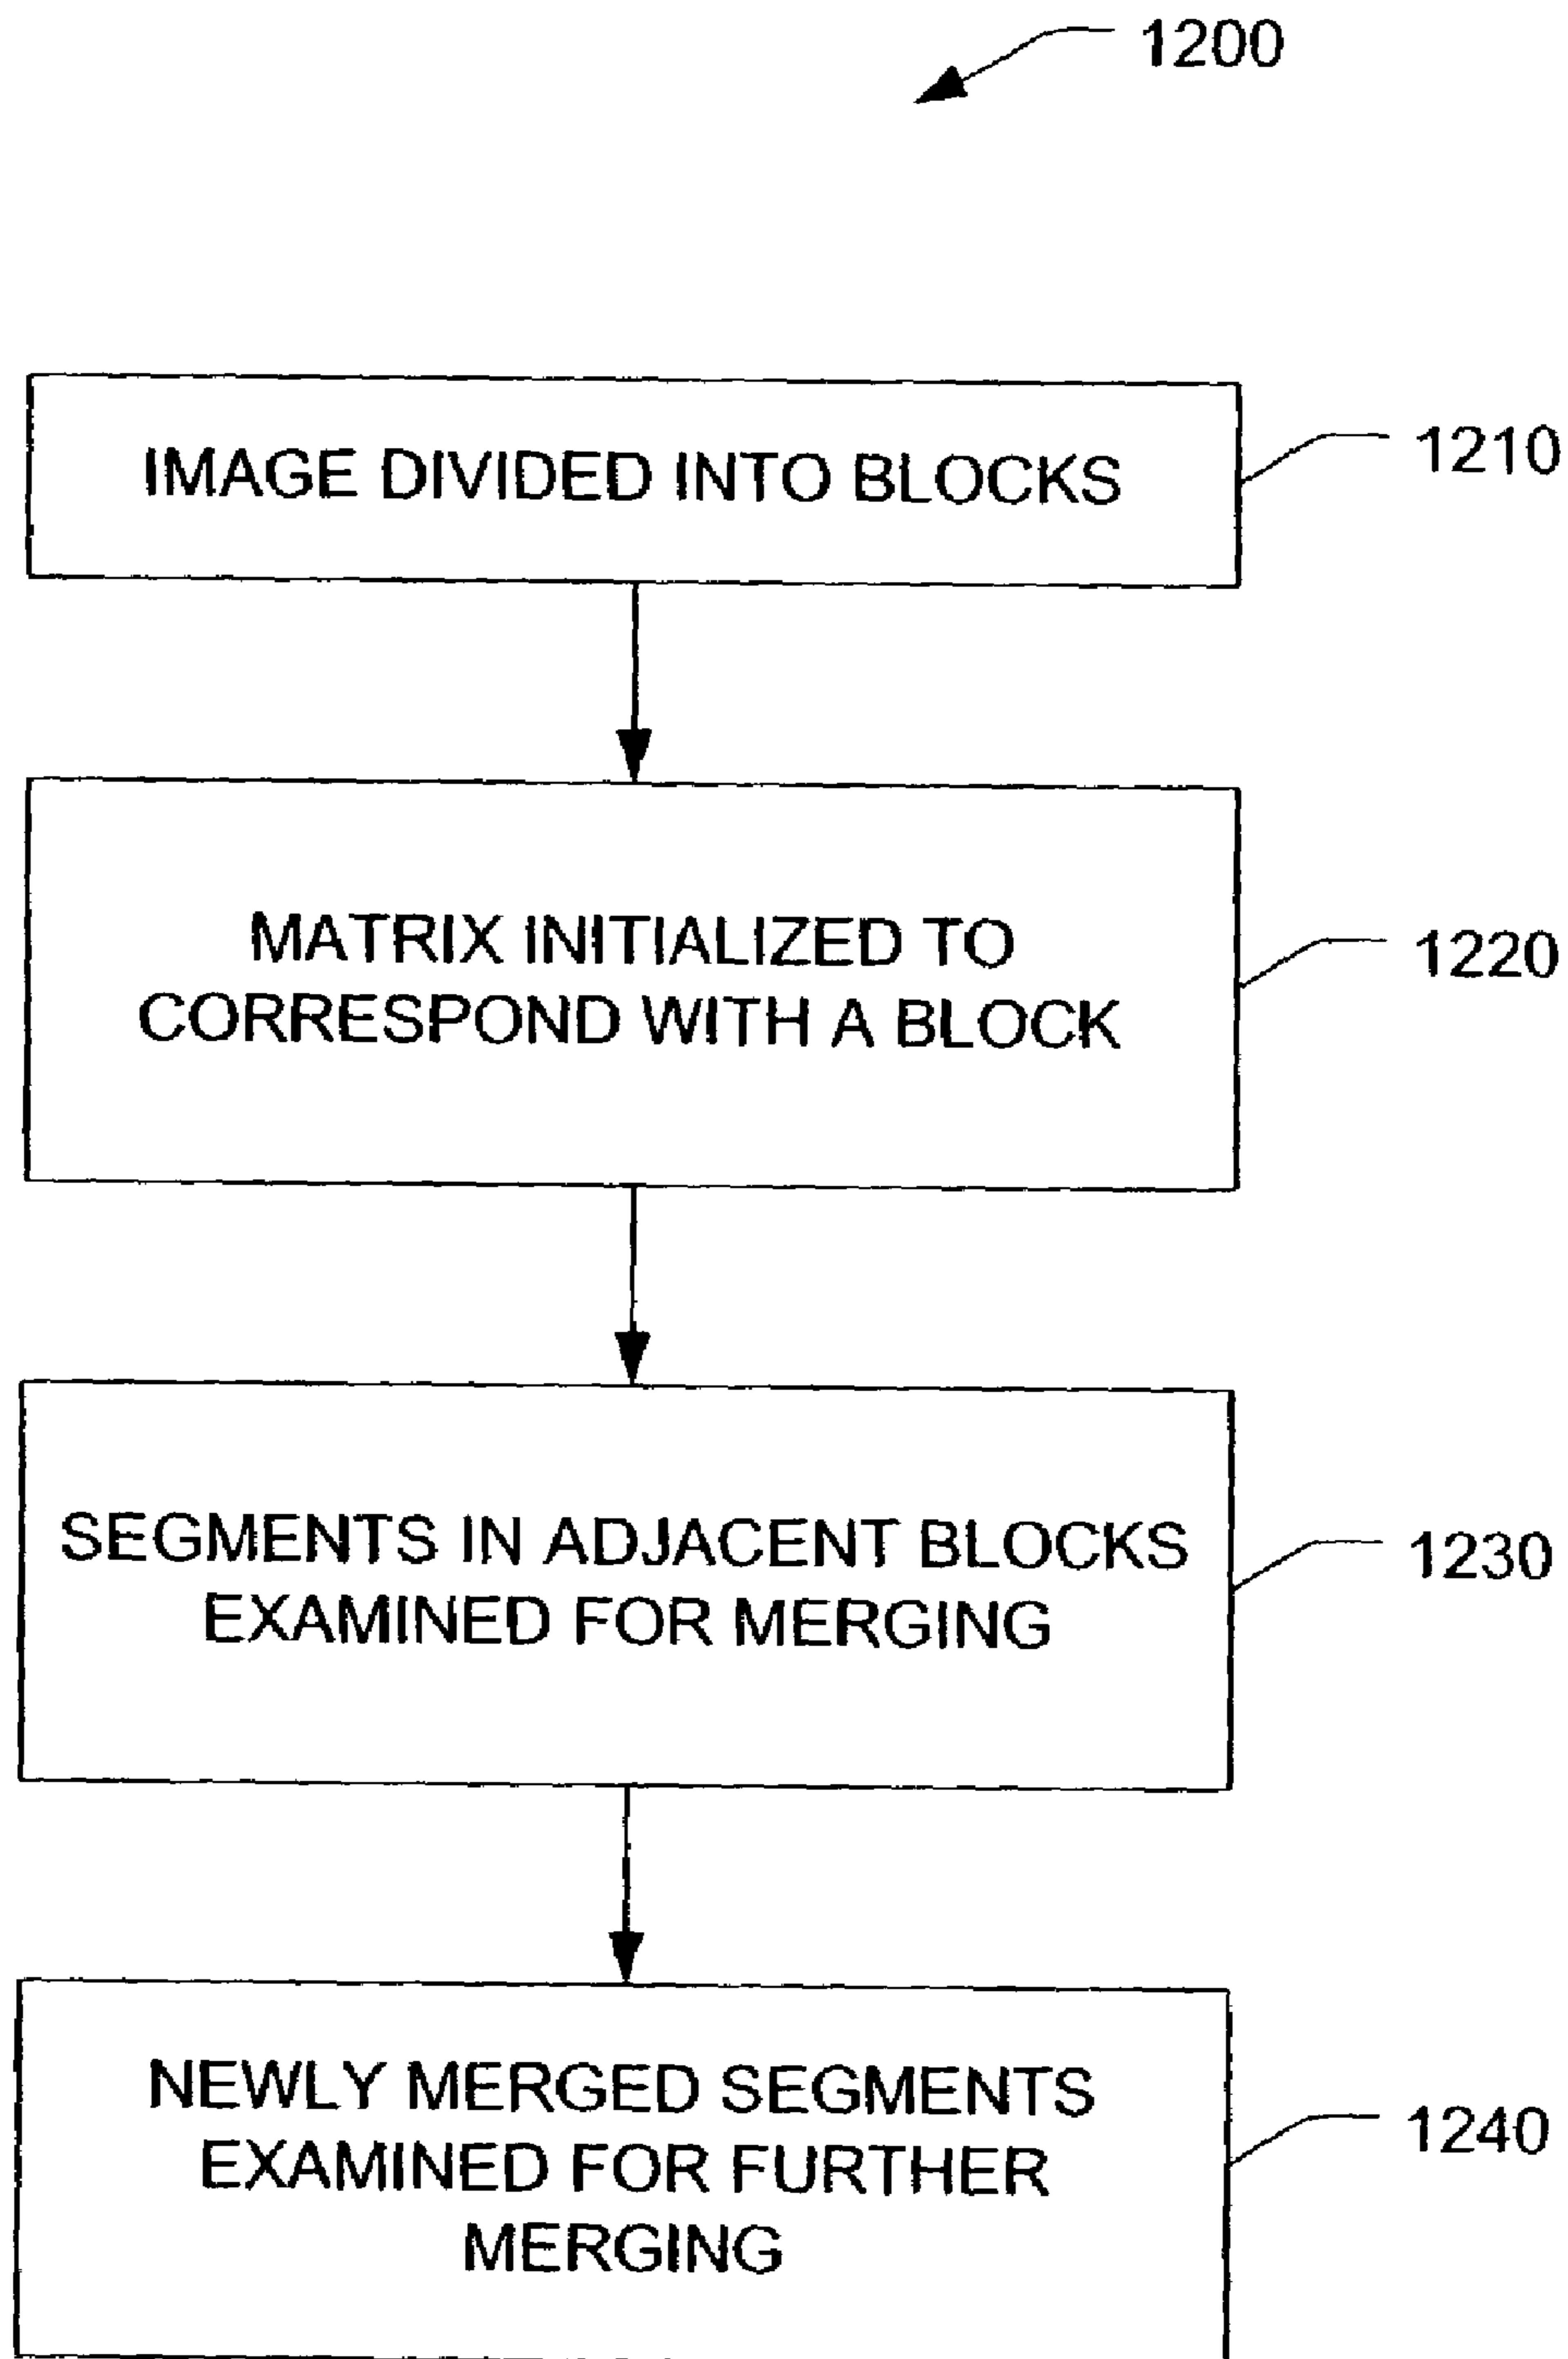 1200
IMAGE DIVIDED INTO BLOCKS
1210
MATRIX INITIALIZED TO
CORRESPOND WITH A BLOCK
1220
SEGMENTS IN ADJACENT BLOCKS
EXAMINED FOR MERGING
1230
NEWLY MERGED SEGMENTS
EXAMINED FOR FURTHER
MERGING
1240